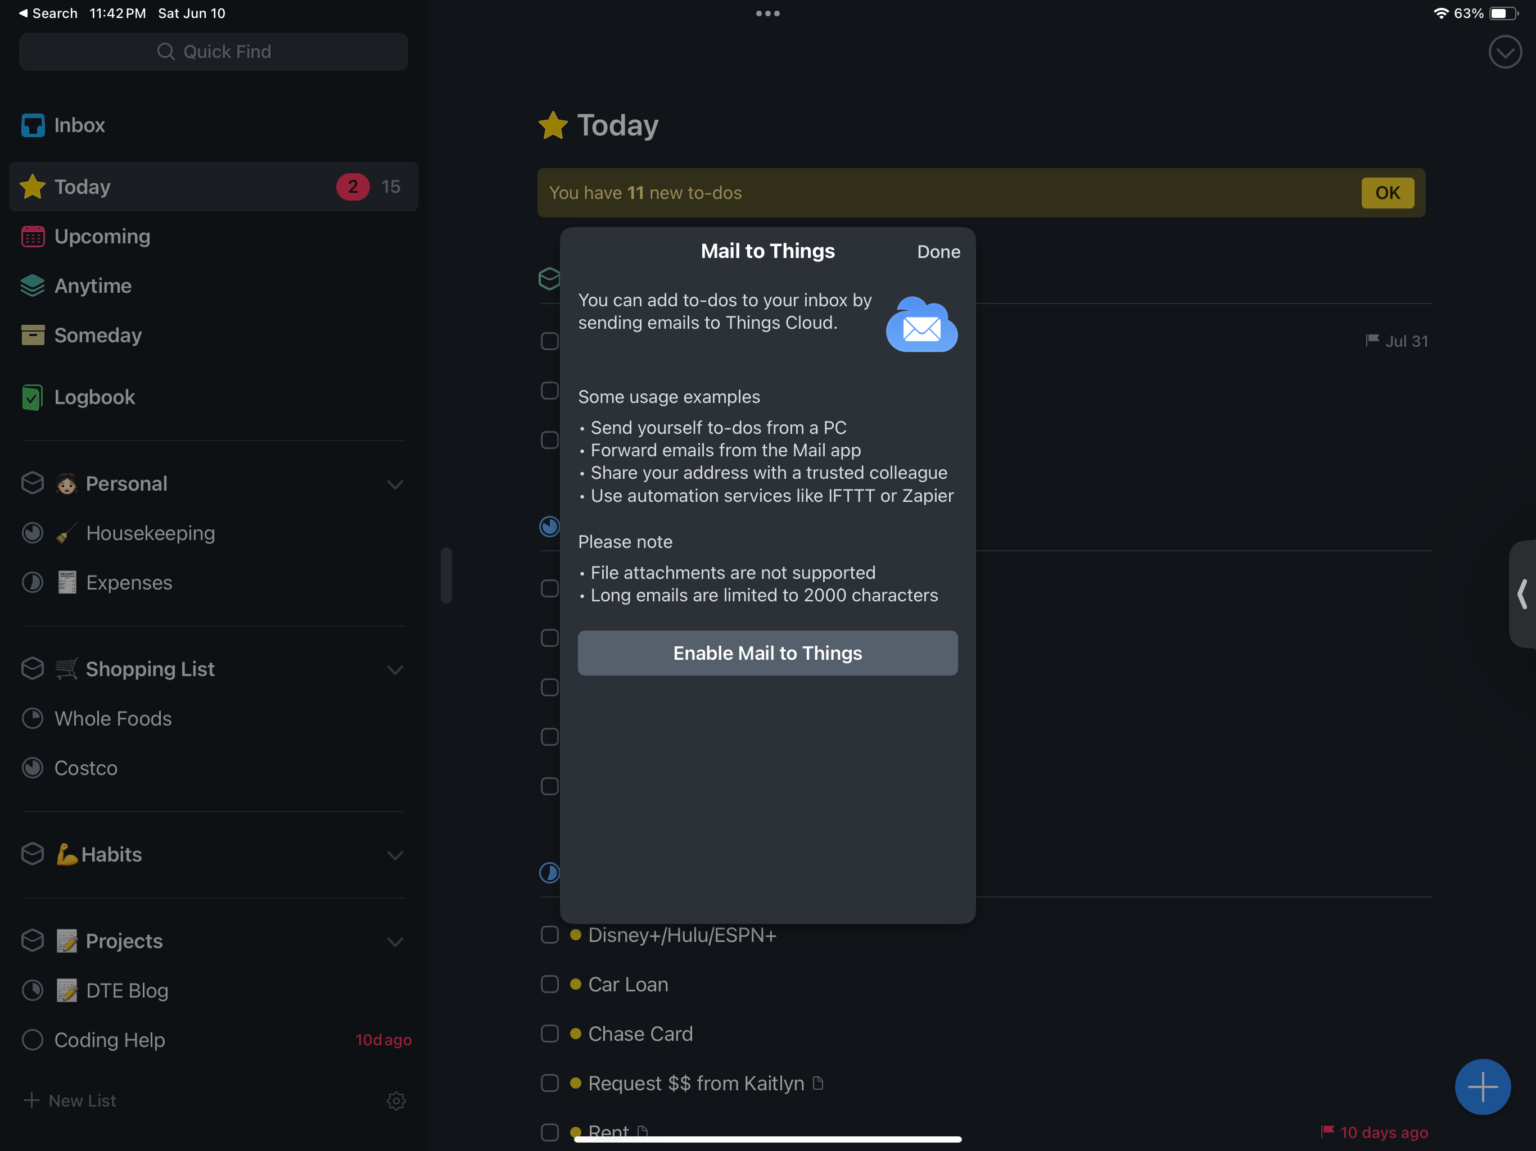 Search 11:42 PM Sat Jun 10
63%
Quick Find
Inbox
Today 2 15
Upcoming
Anytime
Someday
Logbook
Personal
Housekeeping
Expenses
Shopping List
Whole Foods
Costco
Habits
Projects
DTE Blog
Coding Help 10d ago
New List
Today
You have 11 new to-dos OK
Mail to Things Done
You can add to-dos to your inbox by
sending emails to Things Cloud.
Some usage examples
• Send yourself to-dos from a PC
• Forward emails from the Mail app
• Share your address with a trusted colleague
• Use automation services like IFTTT or Zapier
Please note
• File attachments are not supported
• Long emails are limited to 2000 characters
Enable Mail to Things
Jul 31
Disney+/Hulu/ESPN+
Car Loan
Chase Card
Request $$ from Kaitlyn
Rent 10 days ago